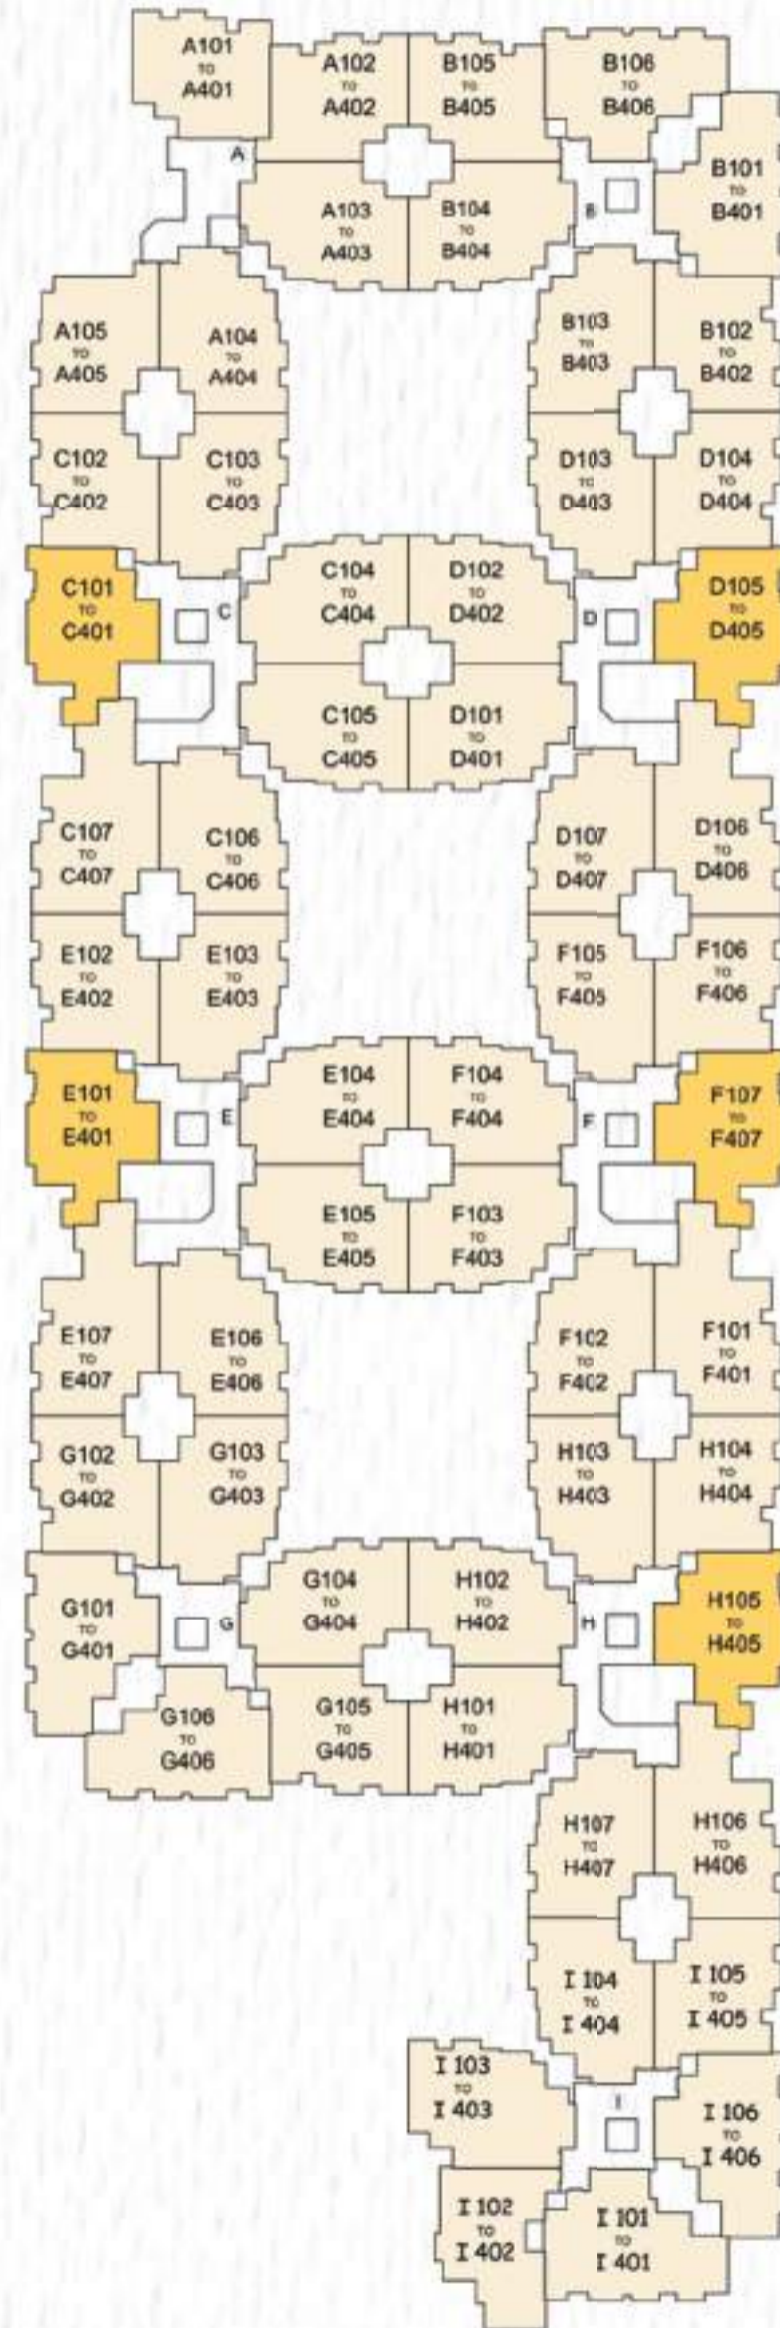 A101
TO
A401
A102
TO
A402
B105
TO
B405
B106
TO
B406
A
B101
TO
B401
A103
TO
A403
B104
TO
B404
B
A105
TO
A405
A104
TO
A404
B103
TO
B403
B102
TO
B402
C102
TO
C402
C103
TO
C403
D103
TO
D403
D104
TO
D404
C101
TO
C401
C
C104
TO
C404
D102
TO
D402
D
D105
TO
D405
C105
TO
C405
D101
TO
D401
C107
TO
C407
C106
TO
C406
D107
TO
D407
D106
TO
D406
E102
TO
E402
E103
TO
E403
F105
TO
F405
F106
TO
F406
E101
TO
E401
E
E104
TO
E404
F104
TO
F404
F
F107
TO
F407
E105
TO
E405
F103
TO
F403
E107
TO
E407
E106
TO
E406
F102
TO
F402
F101
TO
F401
G102
TO
G402
G103
TO
G403
H103
TO
H403
H104
TO
H404
G101
TO
G401
G
G104
TO
G404
H102
TO
H402
H
H105
TO
H405
G106
TO
G406
G105
TO
G405
H101
TO
H401
H107
TO
H407
H106
TO
H406
I 104
TO
I 404
I 105
TO
I 405
I 103
TO
I 403
I
I 106
TO
I 406
I 102
TO
I 402
I 101
TO
I 401